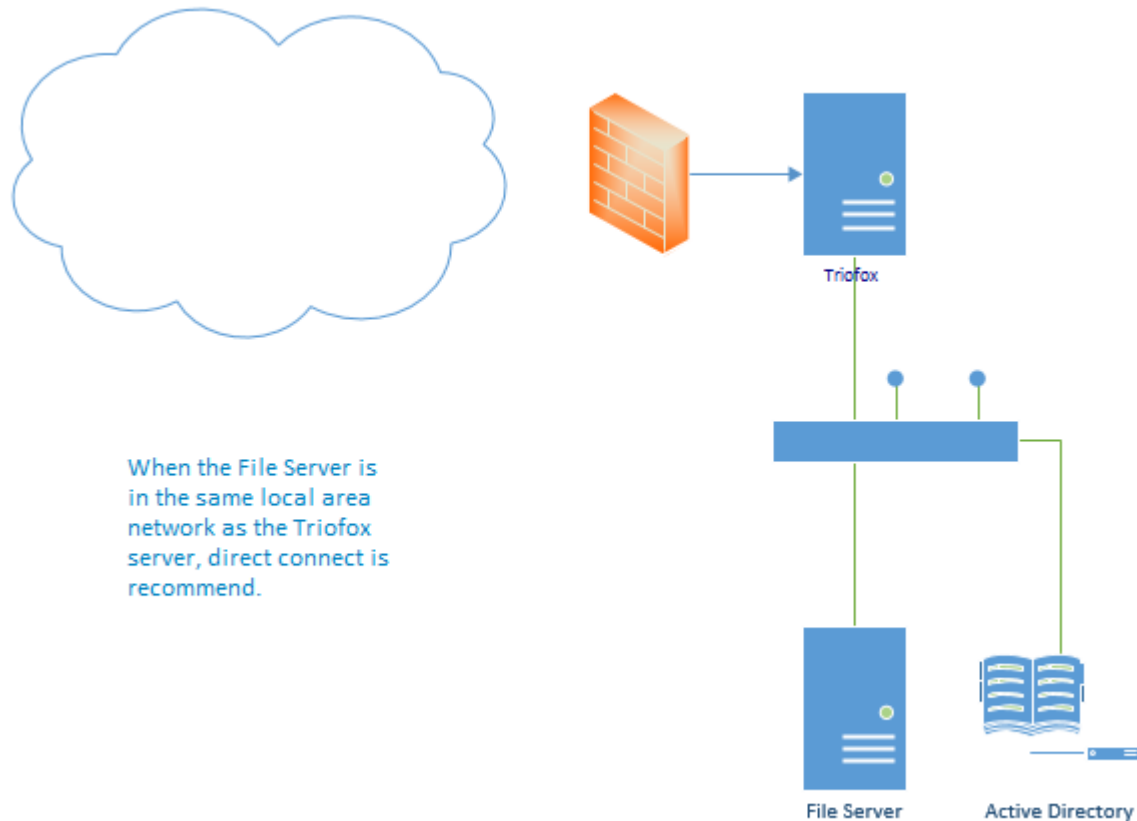 Triofox
When the File Server is
in the same local area
network as the Triofox
server, direct connect is
recommend.
File Server
Active Directory